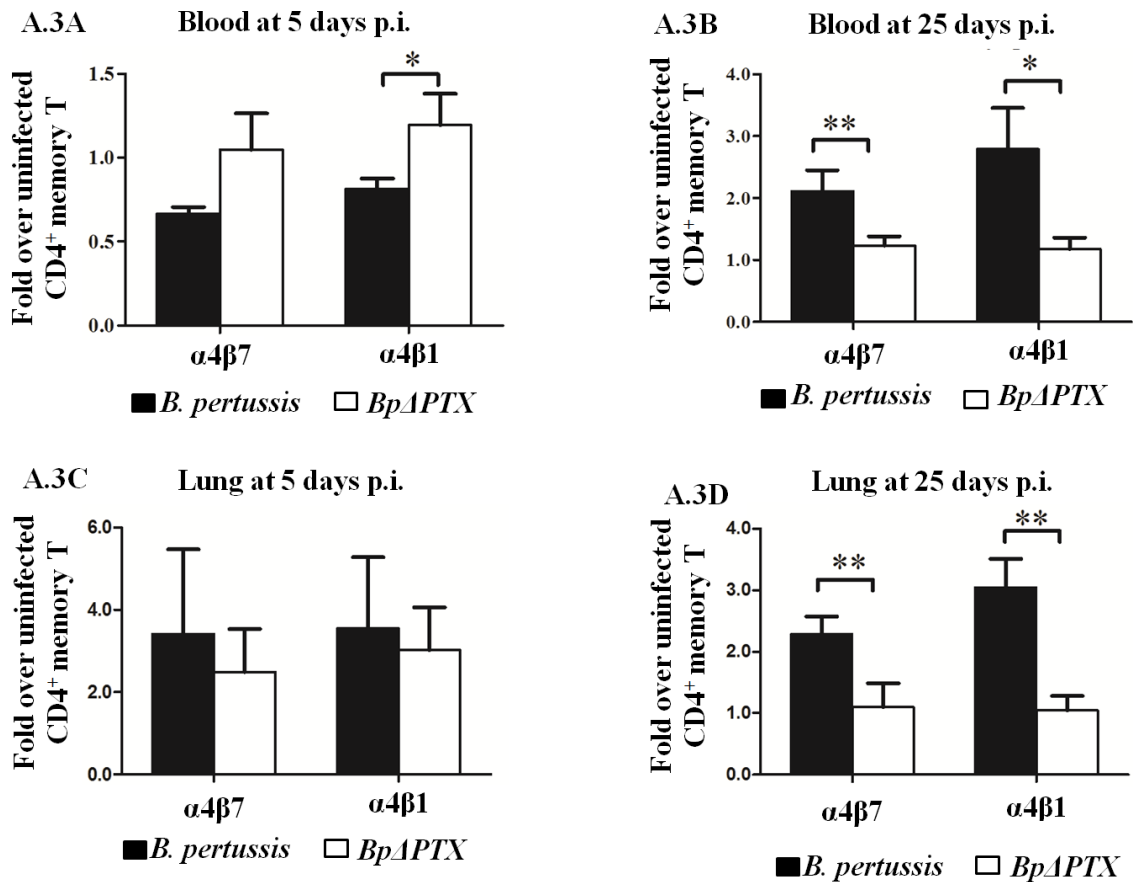 A.3A
Blood at 5 days p.i.
Fold over uninfected
CD4⁺ memory T
1.5
1.0
0.5
0.0
*
α4β7
α4β1
B. pertussis
BpΔPTX
A.3B
Blood at 25 days p.i.
Fold over uninfected
CD4⁺ memory T
4.0
3.0
2.0
1.0
0.0
**
*
α4β7
α4β1
B. pertussis
BpΔPTX
A.3C
Lung at 5 days p.i.
Fold over uninfected
CD4⁺ memory T
6.0
4.0
2.0
0.0
α4β7
α4β1
B. pertussis
BpΔPTX
A.3D
Lung at 25 days p.i.
Fold over uninfected
CD4⁺ memory T
4.0
3.0
2.0
1.0
0.0
**
**
α4β7
α4β1
B. pertussis
BpΔPTX